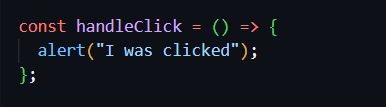 const handleClick = () => {
  alert("I was clicked");
};